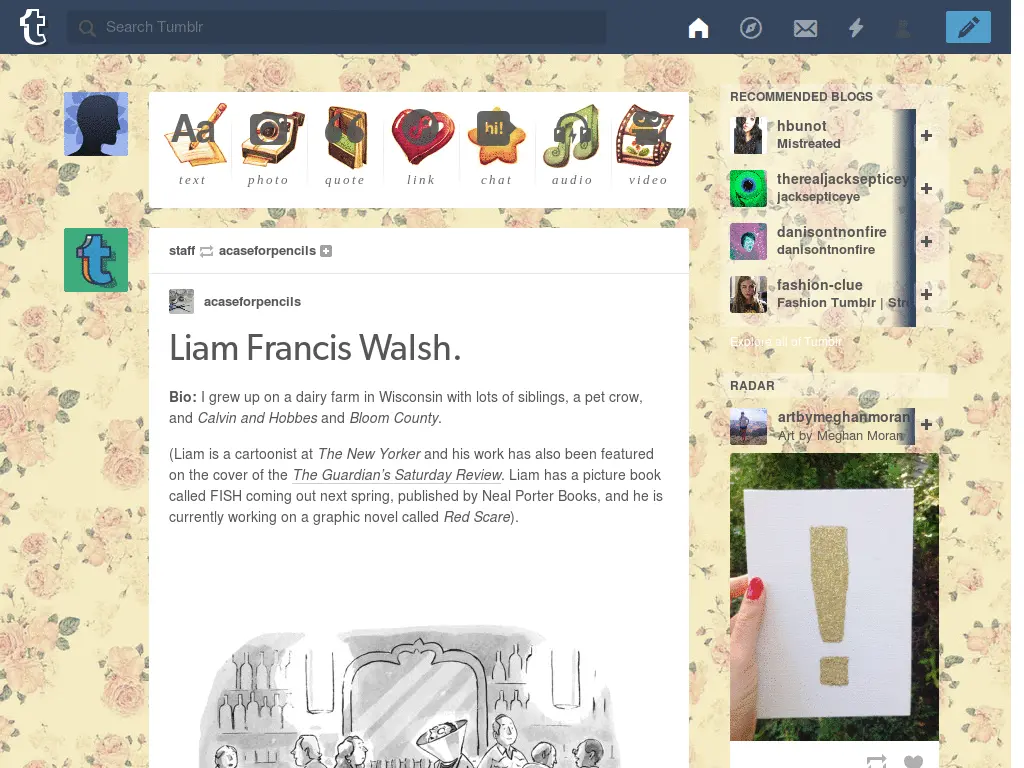 Search Tumblr
Aa
hi!
text photo quote link chat audio video
staff acaseforpencils
acaseforpencils
Liam Francis Walsh.
Bio: I grew up on a dairy farm in Wisconsin with lots of siblings, a pet crow,
and Calvin and Hobbes and Bloom County.
(Liam is a cartoonist at The New Yorker and his work has also been featured
on the cover of the The Guardian’s Saturday Review. Liam has a picture book
called FISH coming out next spring, published by Neal Porter Books, and he is
currently working on a graphic novel called Red Scare).
RECOMMENDED BLOGS
hbunot
Mistreated
therealjacksepticey
jacksepticeye
danisontnonfire
danisontnonfire
fashion-clue
Fashion Tumblr | Str
Explore all of Tumblr
RADAR
artbymeghanmoran
Art by Meghan Moran